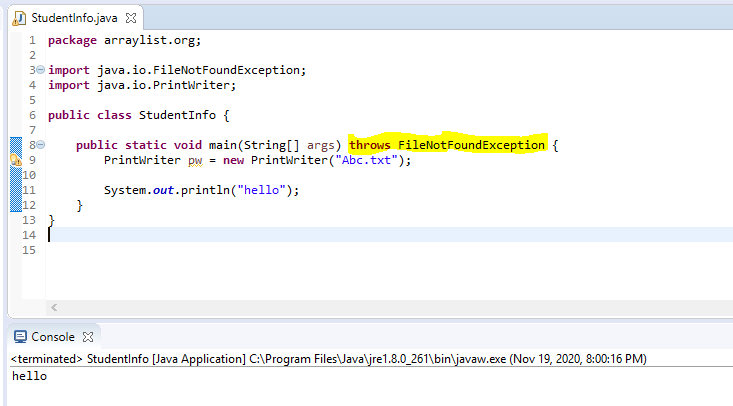 StudentInfo.java
1 package arraylist.org;
2
3 import java.io.FileNotFoundException;
4 import java.io.PrintWriter;
5
6 public class StudentInfo {
7
8 public static void main(String[] args) throws FileNotFoundException {
9 PrintWriter pw = new PrintWriter("Abc.txt");
10
11 System.out.println("hello");
12 }
13 }
14
15
Console
<terminated> StudentInfo [Java Application] C:\Program Files\Java\jre1.8.0_261\bin\javaw.exe (Nov 19, 2020, 8:00:16 PM)
hello